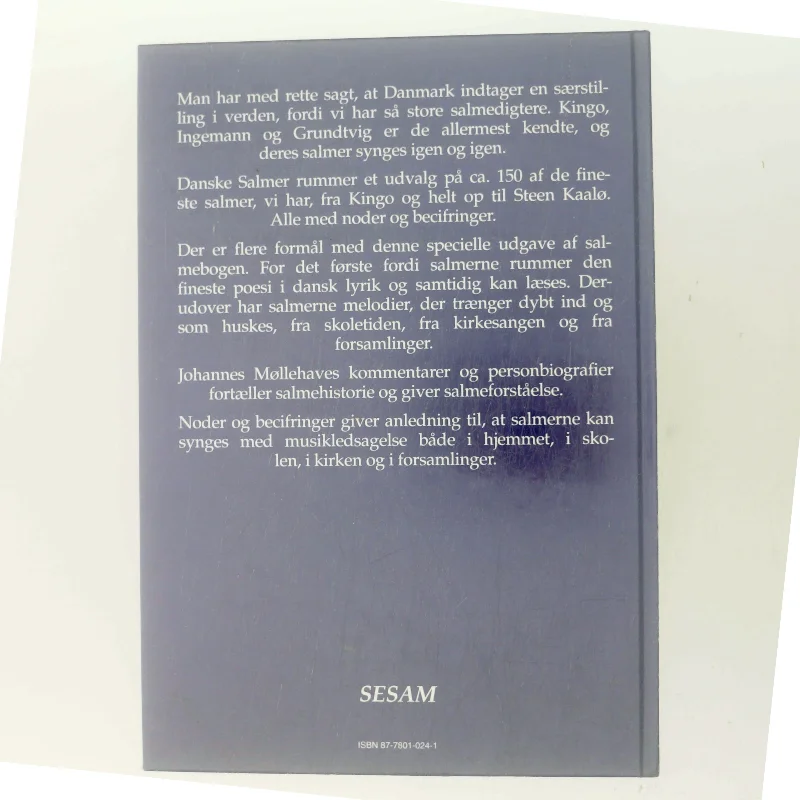 Man har med rette sagt, at Danmark indtager en særstil-
ling i verden, fordi vi har så store salmedigtere. Kingo,
Ingemann og Grundtvig er de allermest kendte, og
deres salmer synges igen og igen.
Danske Salmer rummer et udvalg på ca. 150 af de fine-
ste salmer, vi har, fra Kingo og helt op til Steen Kaalø.
Alle med noder og becifringer.
Der er flere formål med denne specielle udgave af sal-
mebogen. For det første fordi salmerne rummer den
fineste poesi i dansk lyrik og samtidig kan læses. Der-
udover har salmerne melodier, der trænger dybt ind og
som huskes, fra skoletiden, fra kirkesangen og fra
forsamlinger.
Johannes Møllehaves kommentarer og personbiografier
fortæller salmehistorie og giver salmeforståelse.
Noder og becifringer giver anledning til, at salmerne kan
synges med musikledsagelse både i hjemmet, i sko-
len, i kirken og i forsamlinger.
SESAM
ISBN 87-7801-024-1